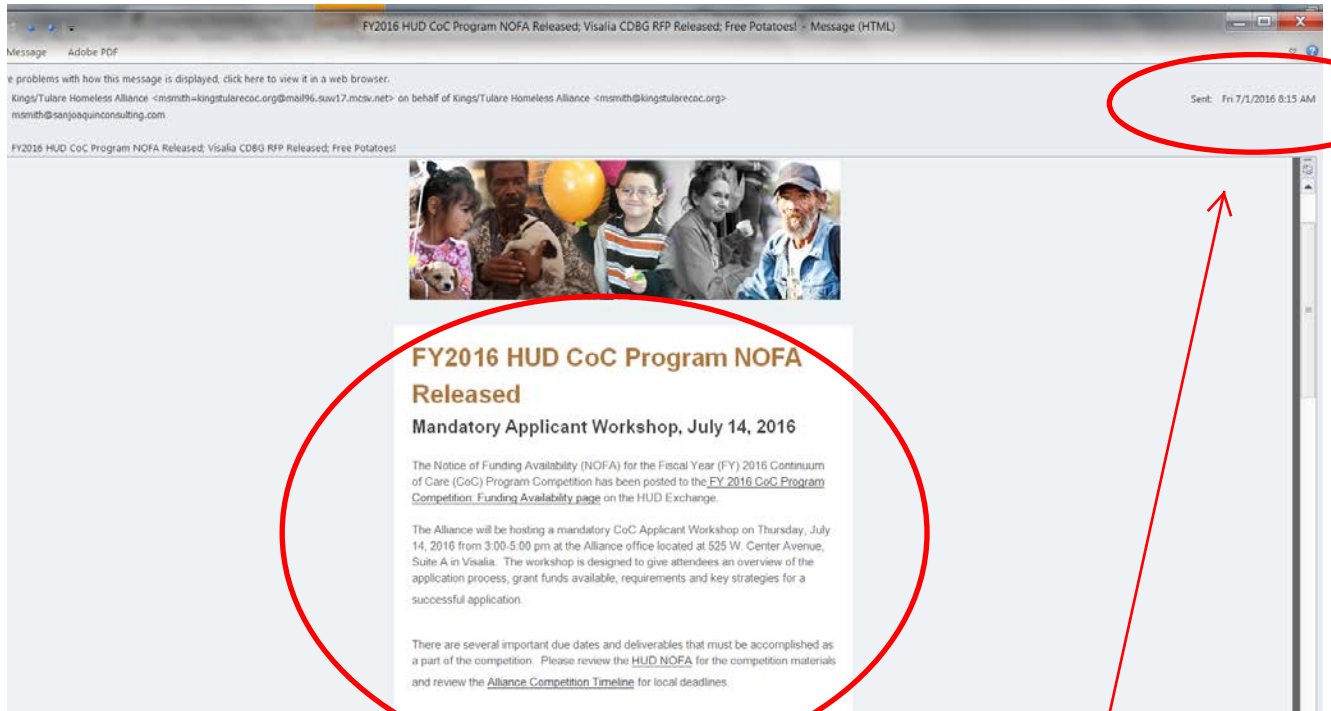 FY2016 HUD CoC Program NOFA Released; Visalia CDBG RFP Released; Free Potatoes! - Message (HTML)
Message Adobe PDF
e problems with how this message is displayed, click here to view it in a web browser.
Kings/Tulare Homeless Alliance <msmith=kingstularecoc.org@mail96.suw17.mcsv.net> on behalf of Kings/Tulare Homeless Alliance <msmith@kingstularecoc.org>
Sent: Fri 7/1/2016 8:15 AM
msmith@sanjoaquinconsulting.com
FY2016 HUD CoC Program NOFA Released; Visalia CDBG RFP Released; Free Potatoes!
FY2016 HUD CoC Program NOFA
Released
Mandatory Applicant Workshop, July 14, 2016
The Notice of Funding Availability (NOFA) for the Fiscal Year (FY) 2016 Continuum
of Care (CoC) Program Competition has been posted to the FY 2016 CoC Program
Competition: Funding Availability page on the HUD Exchange.
The Alliance will be hosting a mandatory CoC Applicant Workshop on Thursday, July
14, 2016 from 3:00-5:00 pm at the Alliance office located at 525 W. Center Avenue,
Suite A in Visalia. The workshop is designed to give attendees an overview of the
application process, grant funds available, requirements and key strategies for a
successful application.
There are several important due dates and deliverables that must be accomplished as
a part of the competition. Please review the HUD NOFA for the competition materials
and review the Alliance Competition Timeline for local deadlines.